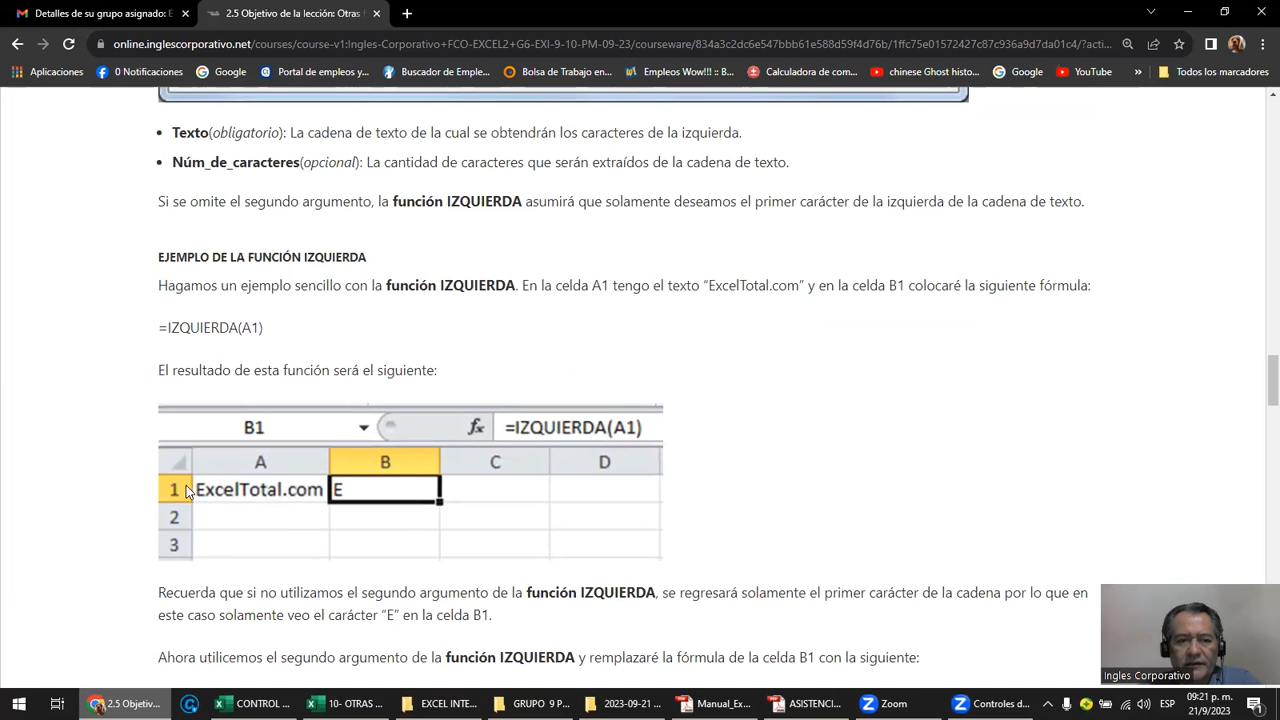 Detalles de su grupo asignado: E
2.5 Objetivo de la lección: Otras
online.inglescorporativo.net/courses/course-v1:Ingles-Corporativo+FCO-EXCEL2+G6-EXI-9-10-PM-09-23/courseware/834a3c2dc6e547bbb61e588d59f4d76b/1ffc75e01572427c87c936a9d7da01c4/?acti...
Aplicaciones
0 Notificaciones
Google
Portal de empleos y...
Buscador de Emple...
Bolsa de Trabajo en...
Empleos Wow!!! :: B...
Calculadora de com...
chinese Ghost histo...
Google
YouTube
»
Todos los marcadores
• Texto(obligatorio): La cadena de texto de la cual se obtendrán los caracteres de la izquierda.
• Núm_de_caracteres(opcional): La cantidad de caracteres que serán extraídos de la cadena de texto.
Si se omite el segundo argumento, la función IZQUIERDA asumirá que solamente deseamos el primer carácter de la izquierda de la cadena de texto.
EJEMPLO DE LA FUNCIÓN IZQUIERDA
Hagamos un ejemplo sencillo con la función IZQUIERDA. En la celda A1 tengo el texto “ExcelTotal.com” y en la celda B1 colocaré la siguiente fórmula:
=IZQUIERDA(A1)
El resultado de esta función será el siguiente:
B1 fx =IZQUIERDA(A1)
A B C D
1 ExcelTotal.com E
2
3
Recuerda que si no utilizamos el segundo argumento de la función IZQUIERDA, se regresará solamente el primer carácter de la cadena por lo que en
este caso solamente veo el carácter “E” en la celda B1.
Ahora utilicemos el segundo argumento de la función IZQUIERDA y remplazaré la fórmula de la celda B1 con la siguiente:
Ingles Corporativo
2.5 Objetiv...
CONTROL ...
10- OTRAS ...
EXCEL INTE...
GRUPO 9 P...
2023-09-21 ...
Manual_Ex...
ASISTENCI...
Zoom
Controles d...
ESP
09:21 p. m.
21/9/2023
1